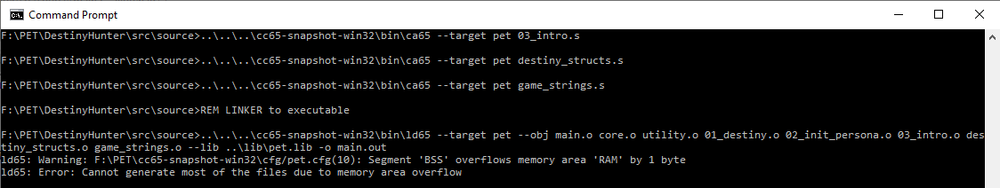 Command Prompt
F:\PET\DestinyHunter\src\source>..\..\..\cc65-snapshot-win32\bin\ca65 --target pet 03_intro.s
F:\PET\DestinyHunter\src\source>..\..\..\cc65-snapshot-win32\bin\ca65 --target pet destiny_structs.s
F:\PET\DestinyHunter\src\source>..\..\..\cc65-snapshot-win32\bin\ca65 --target pet game_strings.s
F:\PET\DestinyHunter\src\source>REM LINKER to executable
F:\PET\DestinyHunter\src\source>..\..\..\cc65-snapshot-win32\bin\ld65 --target pet --obj main.o core.o utility.o 01_destiny.o 02_init_persona.o 03_intro.o des
tiny_structs.o game_strings.o --lib ..\lib\pet.lib -o main.out
ld65: Warning: F:\PET\cc65-snapshot-win32\cfg/pet.cfg(10): Segment 'BSS' overflows memory area 'RAM' by 1 byte
ld65: Error: Cannot generate most of the files due to memory area overflow